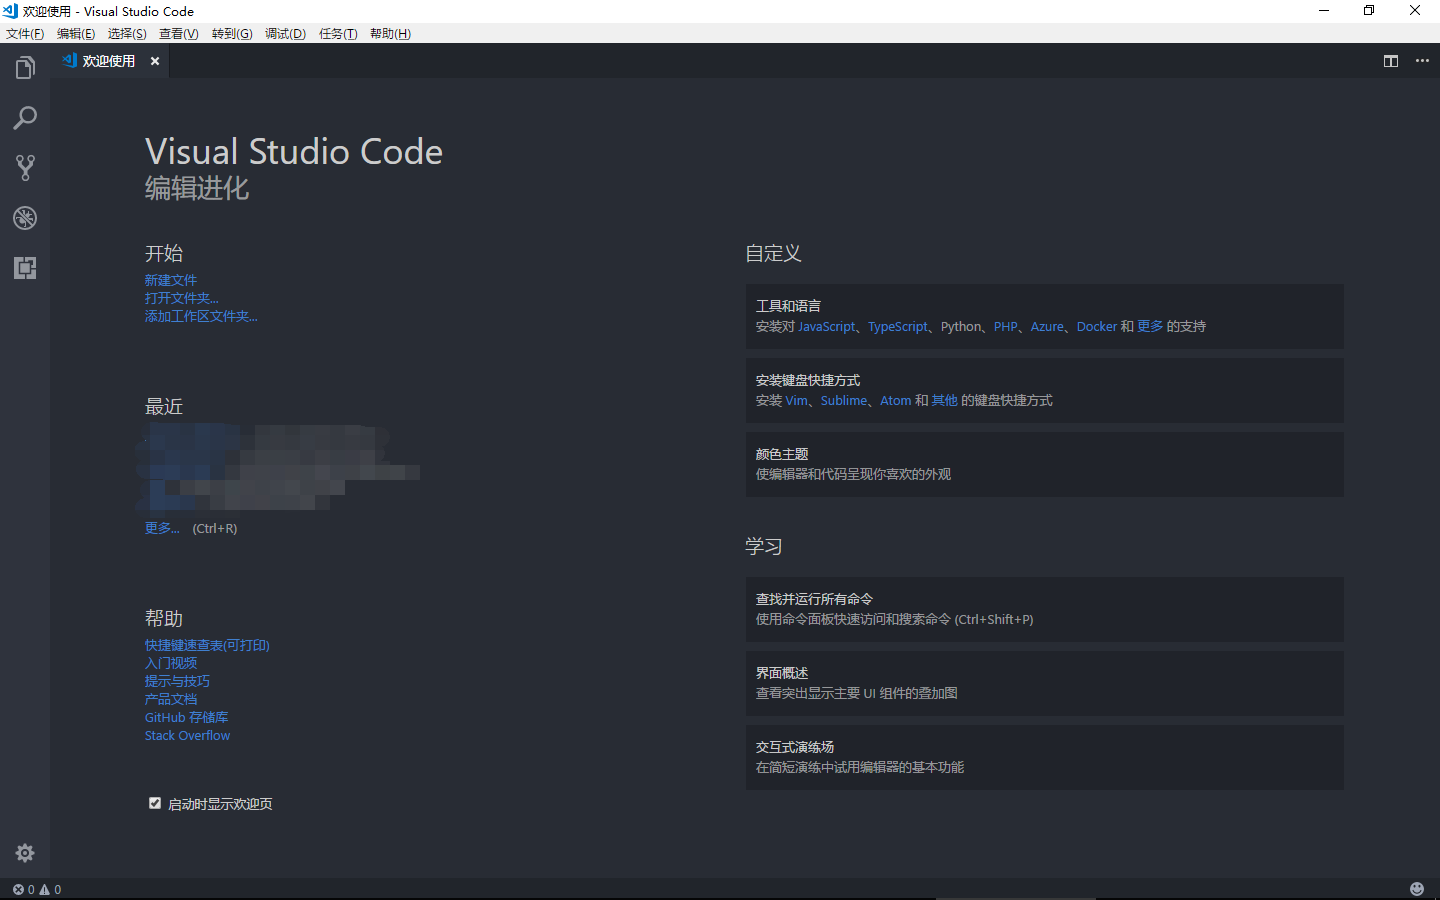 欢迎使用 - Visual Studio Code
文件(F) 编辑(E) 选择(S) 查看(V) 转到(G) 调试(D) 任务(T) 帮助(H)
欢迎使用
Visual Studio Code
编辑进化
开始
新建文件
打开文件夹...
添加工作区文件夹...
最近
更多... (Ctrl+R)
帮助
快捷键速查表(可打印)
入门视频
提示与技巧
产品文档
GitHub 存储库
Stack Overflow
启动时显示欢迎页
自定义
工具和语言
安装对 JavaScript、TypeScript、Python、PHP、Azure、Docker 和 更多 的支持
安装键盘快捷方式
安装 Vim、Sublime、Atom 和 其他 的键盘快捷方式
颜色主题
使编辑器和代码呈现你喜欢的外观
学习
查找并运行所有命令
使用命令面板快速访问和搜索命令 (Ctrl+Shift+P)
界面概述
查看突出显示主要 UI 组件的叠加图
交互式演练场
在简短演练中试用编辑器的基本功能
0 0